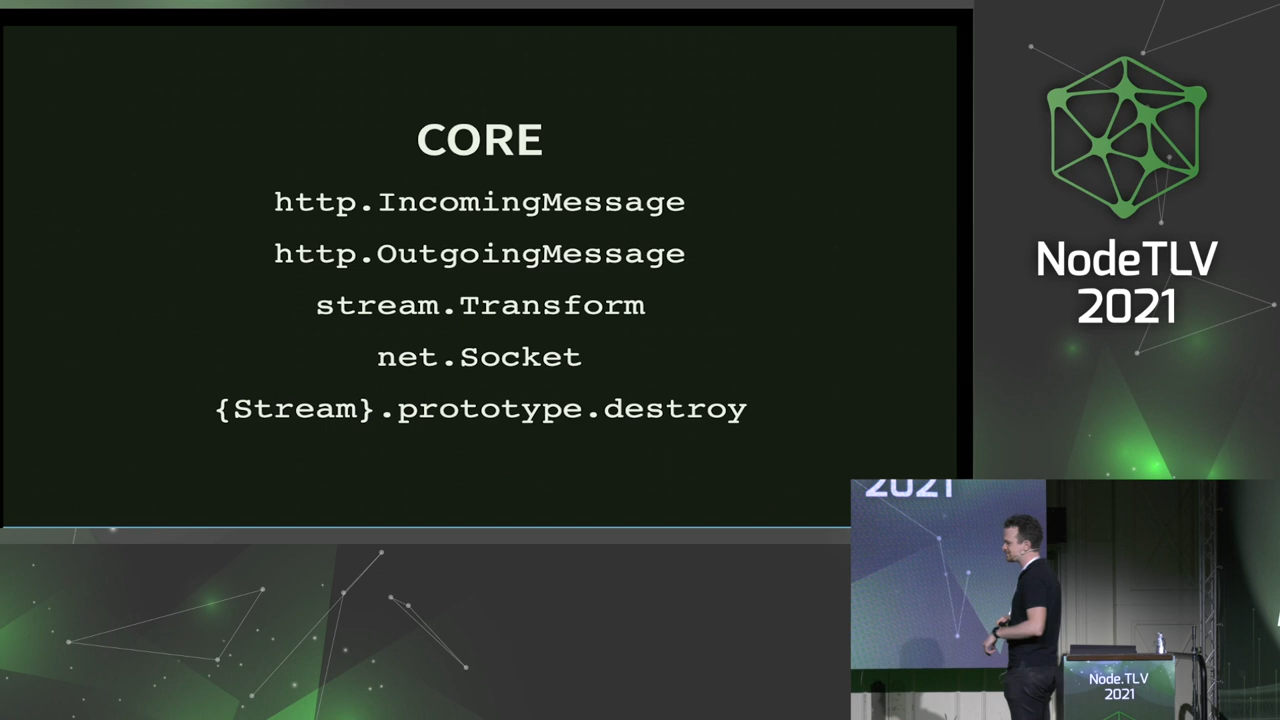 CORE
http.IncomingMessage
http.OutgoingMessage
stream.Transform
net.Socket
{Stream}.prototype.destroy
NodeTLV
2021
2021
Node.TLV
2021